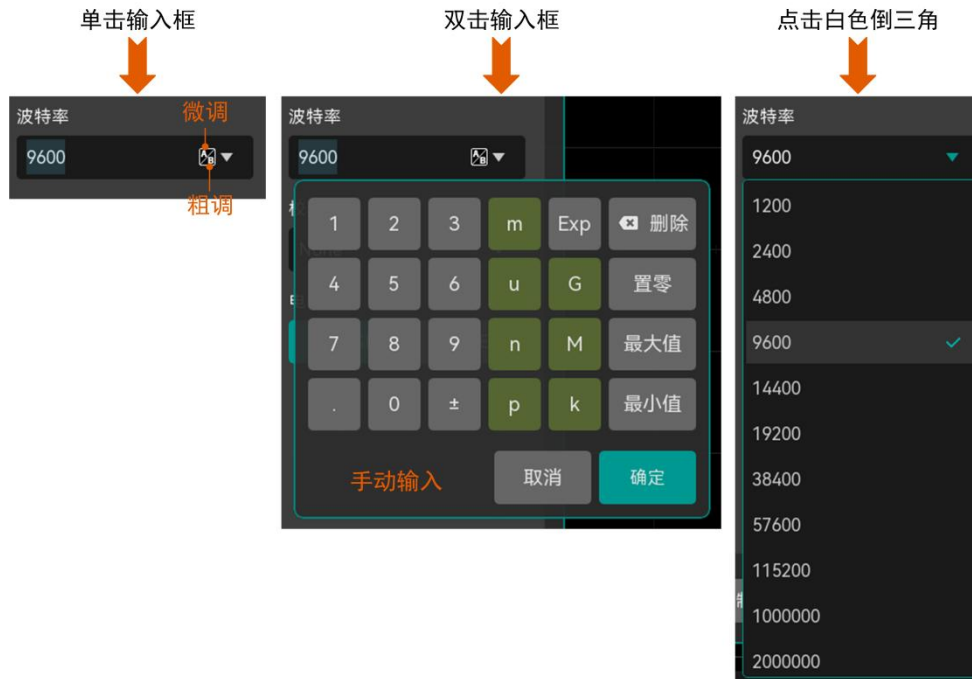 单击输入框
波特率
微调
9600
A/B
粗调
双击输入框
波特率
9600
A/B
1 2 3 m Exp 删除
4 5 6 u G 置零
7 8 9 n M 最大值
. 0 ± p k 最小值
手动输入 取消 确定
点击白色倒三角
波特率
9600
1200
2400
4800
9600
14400
19200
38400
57600
115200
1000000
2000000